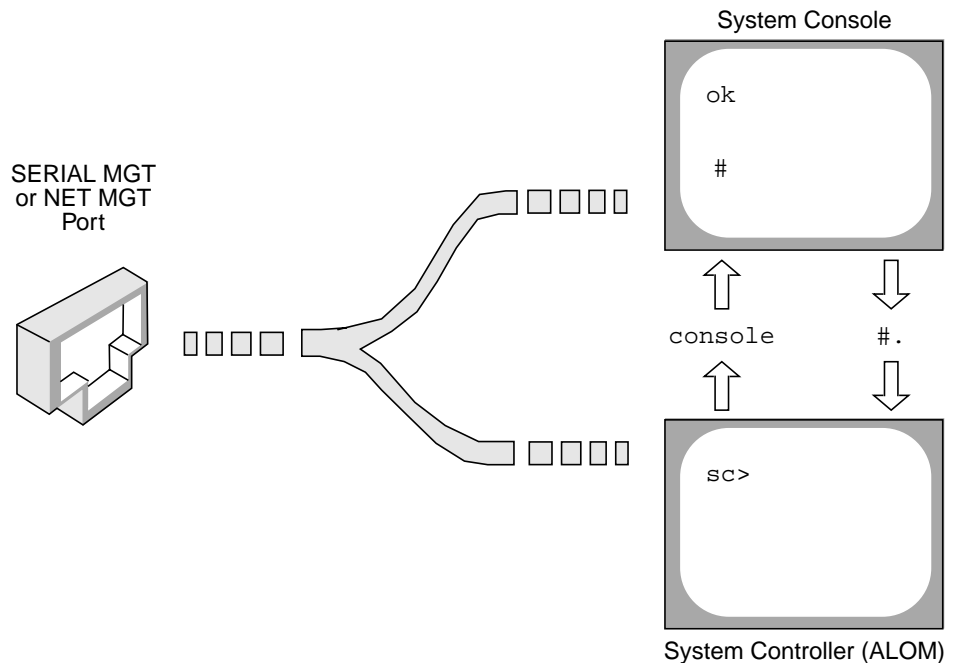 System Console
ok
#
SERIAL MGT
or NET MGT
Port
console
#.
sc>
System Controller (ALOM)